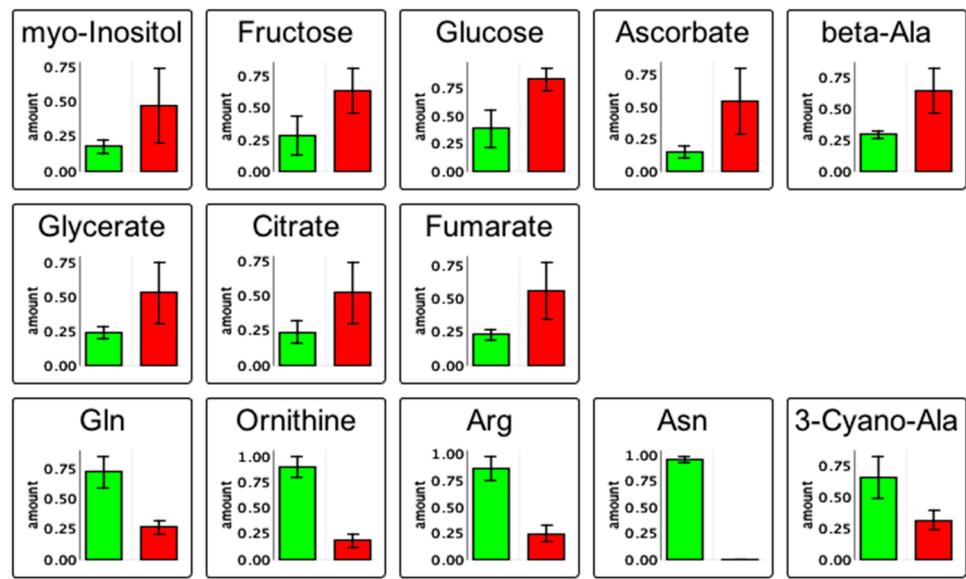 myo-Inositol Fructose Glucose Ascorbate beta-Ala
0.75 0.75 0.75 0.75 0.75
0.50 0.50 0.50 0.50 0.50
0.25 0.25 0.25 0.25 0.25
0.00 0.00 0.00 0.00 0.00
amount amount amount amount amount
Glycerate Citrate Fumarate
0.75 0.75 0.75
0.50 0.50 0.50
0.25 0.25 0.25
0.00 0.00 0.00
amount amount amount
Gln Ornithine Arg Asn 3-Cyano-Ala
0.75 1.00 1.00 1.00 0.75
0.50 0.75 0.75 0.75 0.50
0.25 0.50 0.50 0.50 0.25
0.00 0.25 0.25 0.25 0.00
0.00 0.00 0.00
amount amount amount amount amount